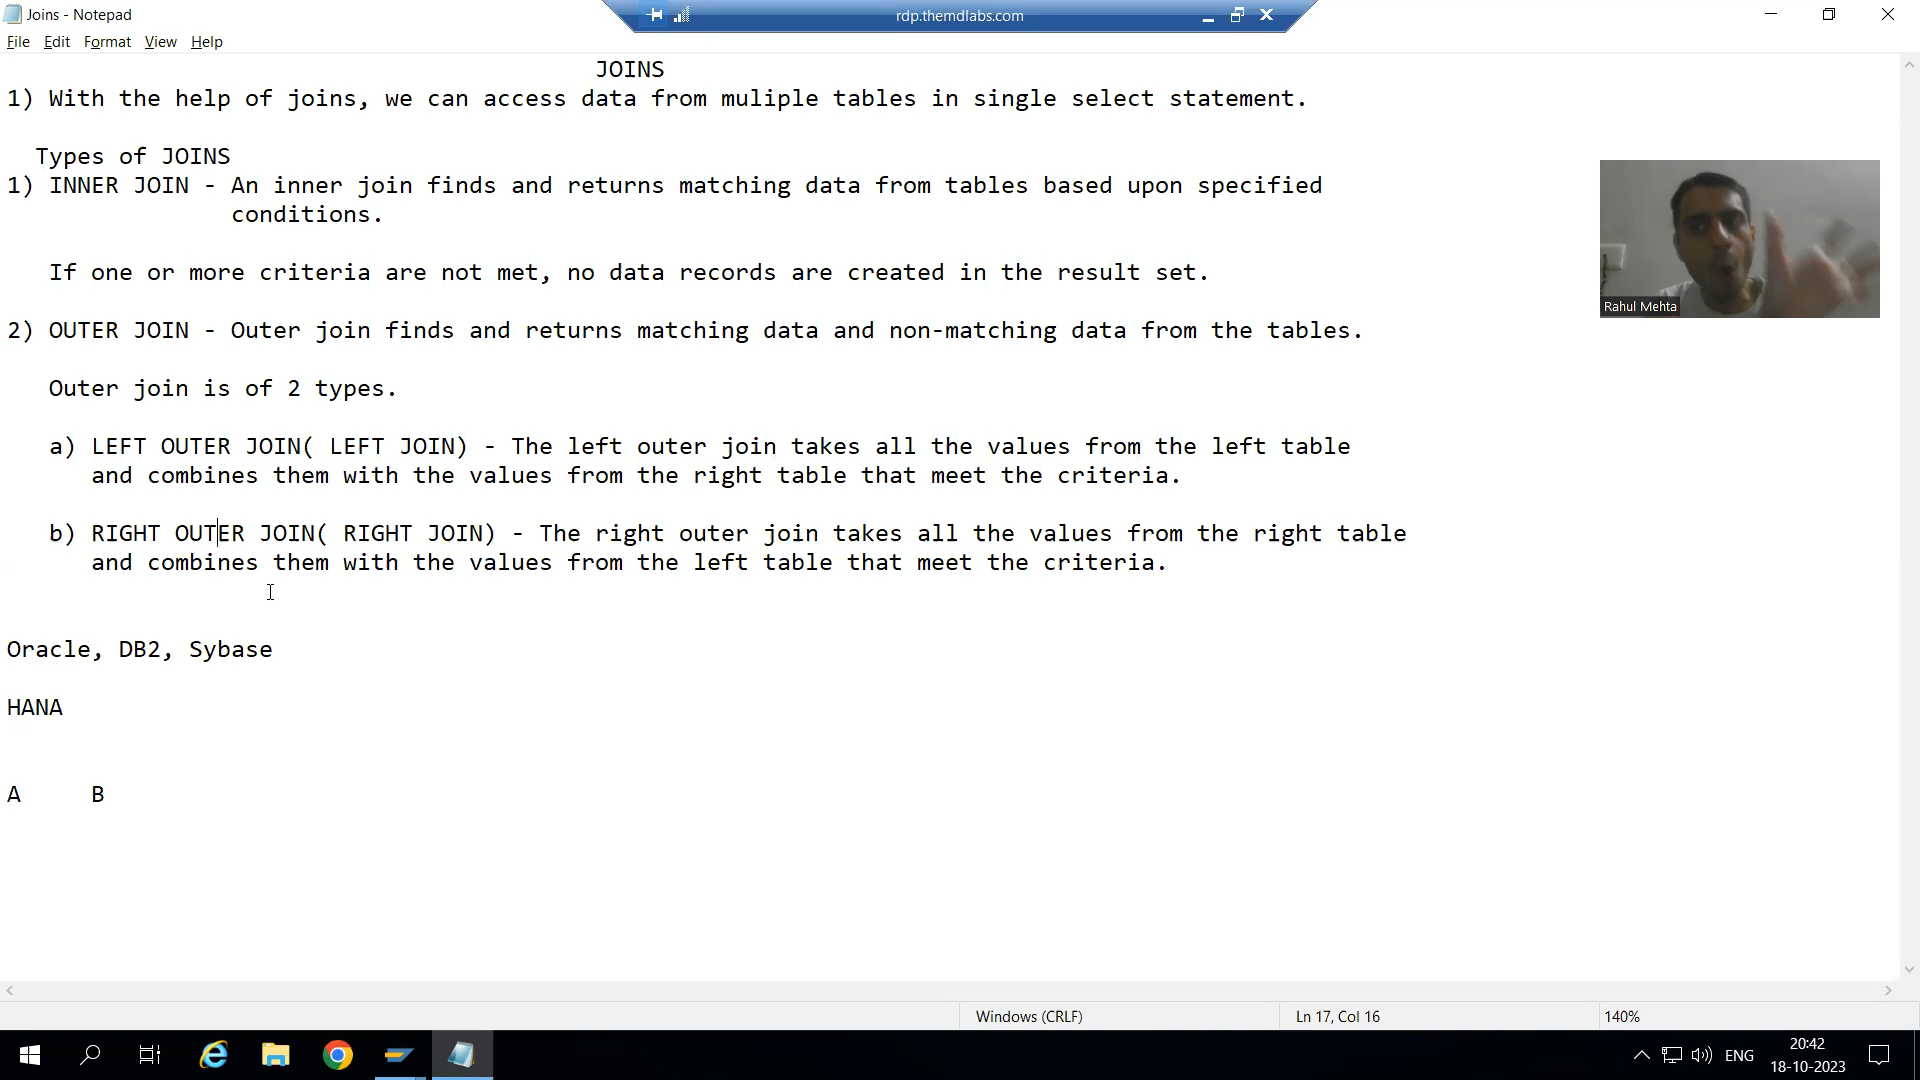 Joins - Notepad
rdp.themdlabs.com
File Edit Format View Help
JOINS
1) With the help of joins, we can access data from muliple tables in single select statement.
Types of JOINS
1) INNER JOIN - An inner join finds and returns matching data from tables based upon specified
conditions.
If one or more criteria are not met, no data records are created in the result set.
2) OUTER JOIN - Outer join finds and returns matching data and non-matching data from the tables.
Outer join is of 2 types.
a) LEFT OUTER JOIN( LEFT JOIN) - The left outer join takes all the values from the left table
and combines them with the values from the right table that meet the criteria.
b) RIGHT OUTER JOIN( RIGHT JOIN) - The right outer join takes all the values from the right table
and combines them with the values from the left table that meet the criteria.
Oracle, DB2, Sybase
HANA
A B
Rahul Mehta
Windows (CRLF) Ln 17, Col 16 140%
ENG
20:42
18-10-2023